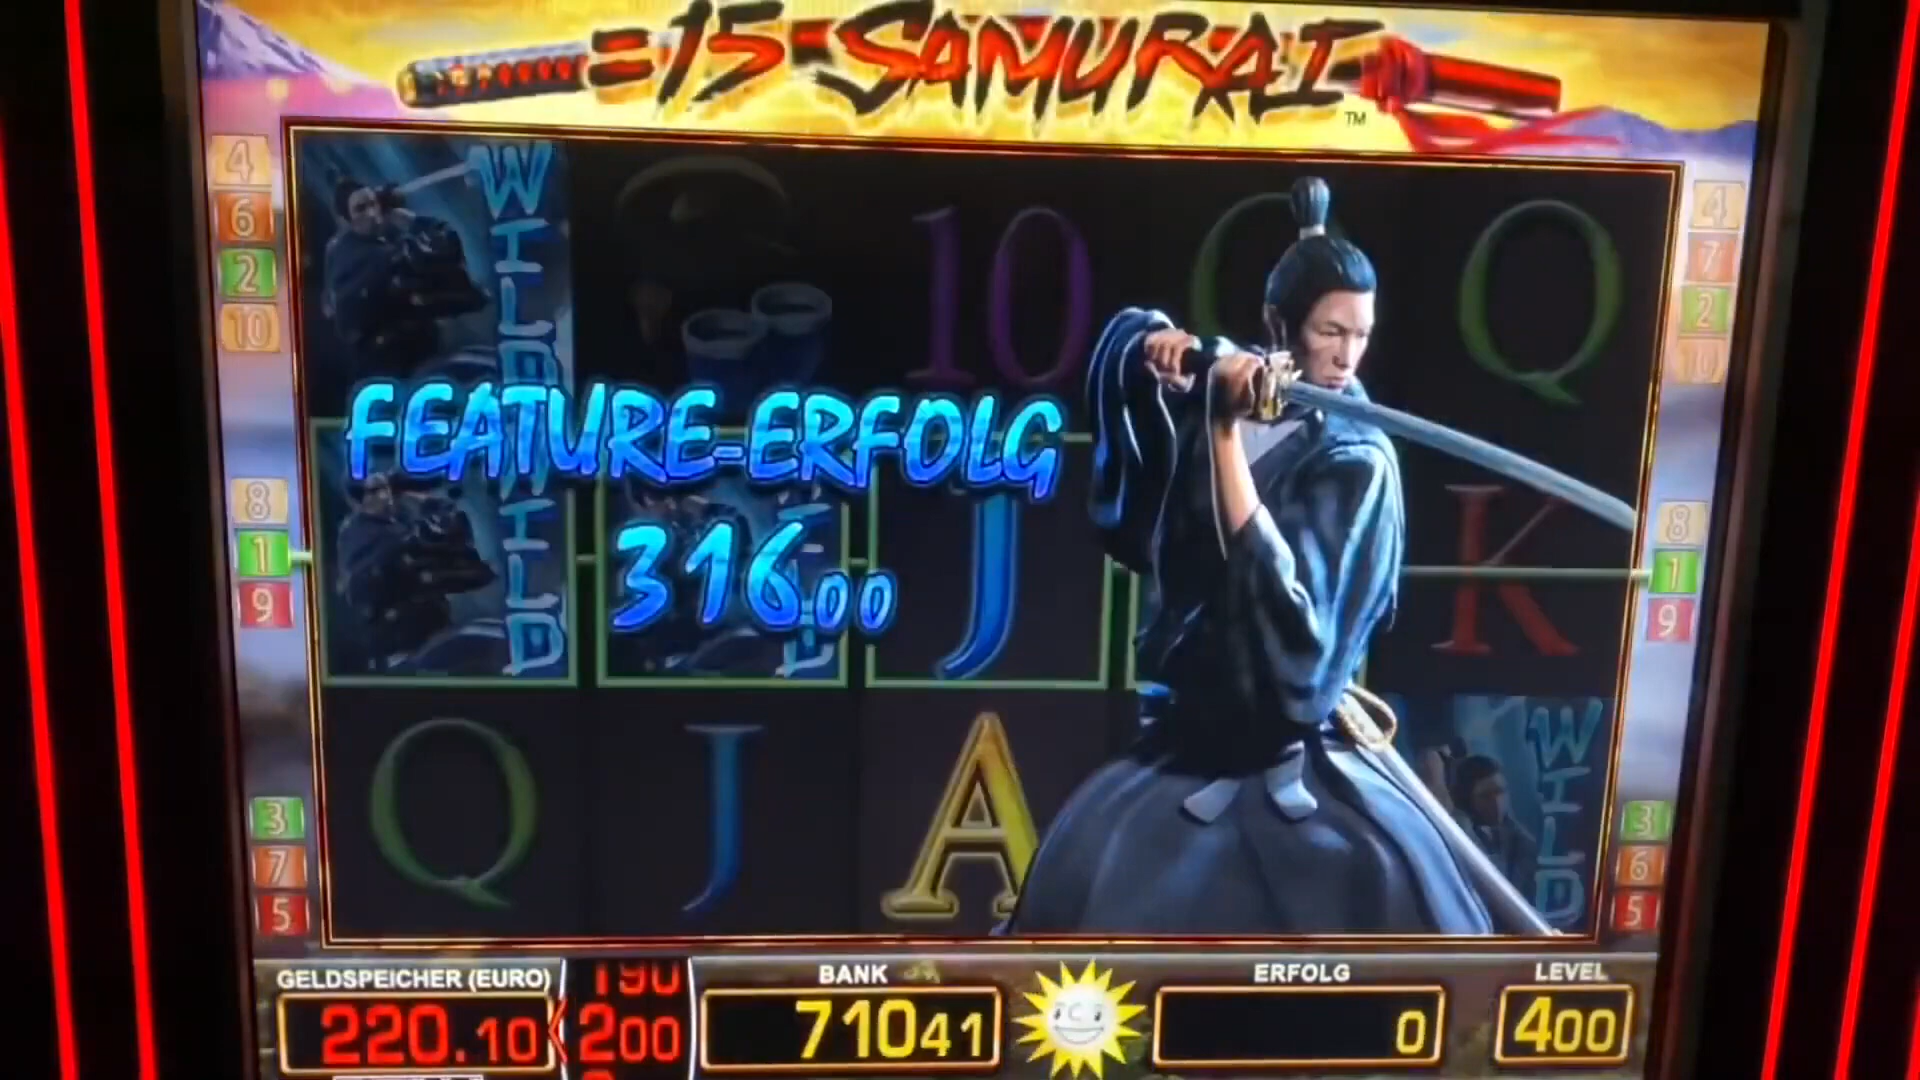 =15 SAMURAI ™
4 WILD 10 Q Q 4
6 7
2 2
10 10
FEATURE-ERFOLG
8 WILD J K 8
316.00
1 1
9 9
Q J A WILD
3 3
7 6
5 5
GELDSPEICHER (EURO) 190 BANK ERFOLG LEVEL
220.10 200 71041 0 400